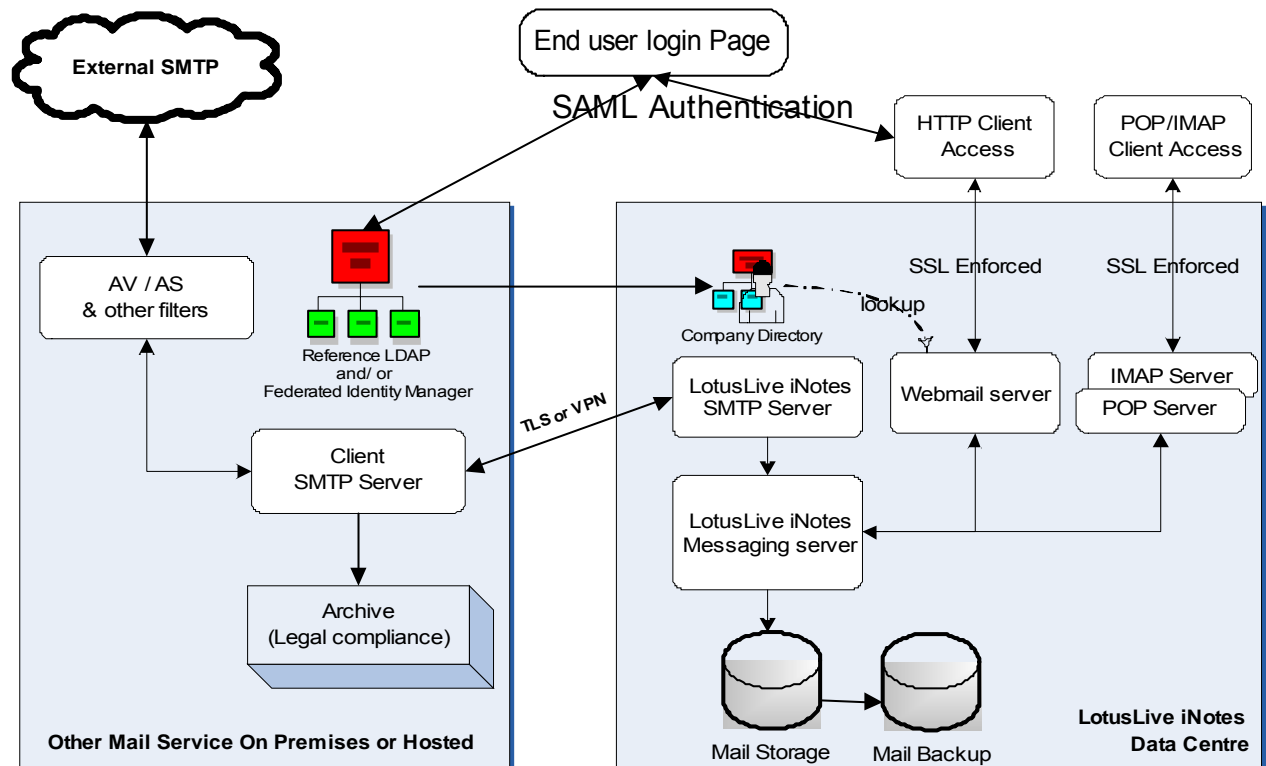 End user login Page
External SMTP
SAML Authentication
HTTP Client
Access
POP/IMAP
Client Access
AV / AS
& other filters
SSL Enforced
SSL Enforced
lookup
Company Directory
Reference LDAP
and/ or
Federated Identity Manager
TLS or VPN
LotusLive iNotes
SMTP Server
Webmail server
IMAP Server
POP Server
Client
SMTP Server
LotusLive iNotes
Messaging server
Archive
(Legal compliance)
Mail Storage
Mail Backup
Other Mail Service On Premises or Hosted
LotusLive iNotes
Data Centre